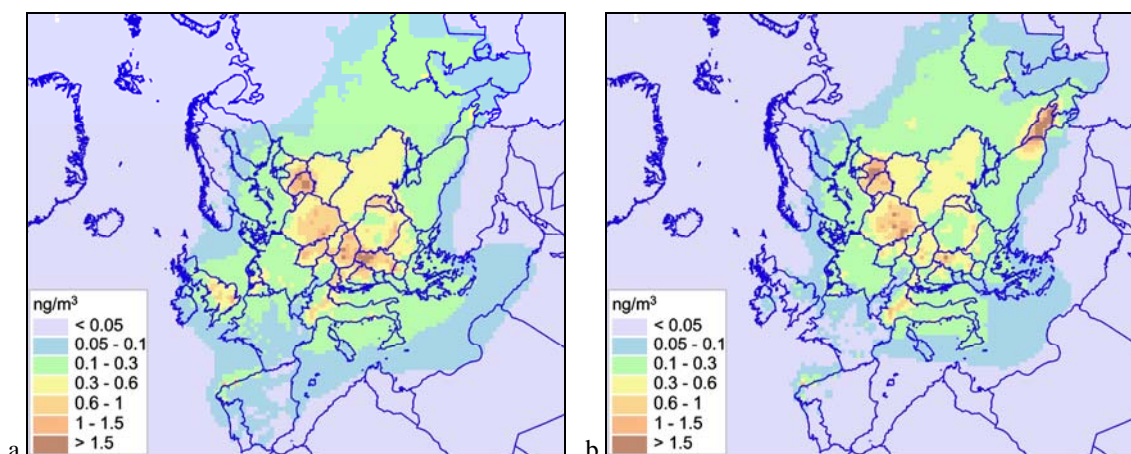 ng/m³
< 0.05
0.05 - 0.1
0.1 - 0.3
0.3 - 0.6
0.6 - 1
1 - 1.5
> 1.5
a
ng/m³
< 0.05
0.05 - 0.1
0.1 - 0.3
0.3 - 0.6
0.6 - 1
1 - 1.5
> 1.5
b